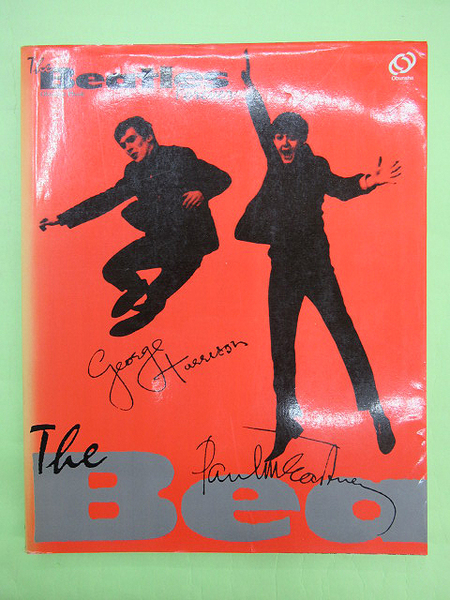 The
Beatles
Obunsha
George
Harrison
The
Paul McCartney
Bea